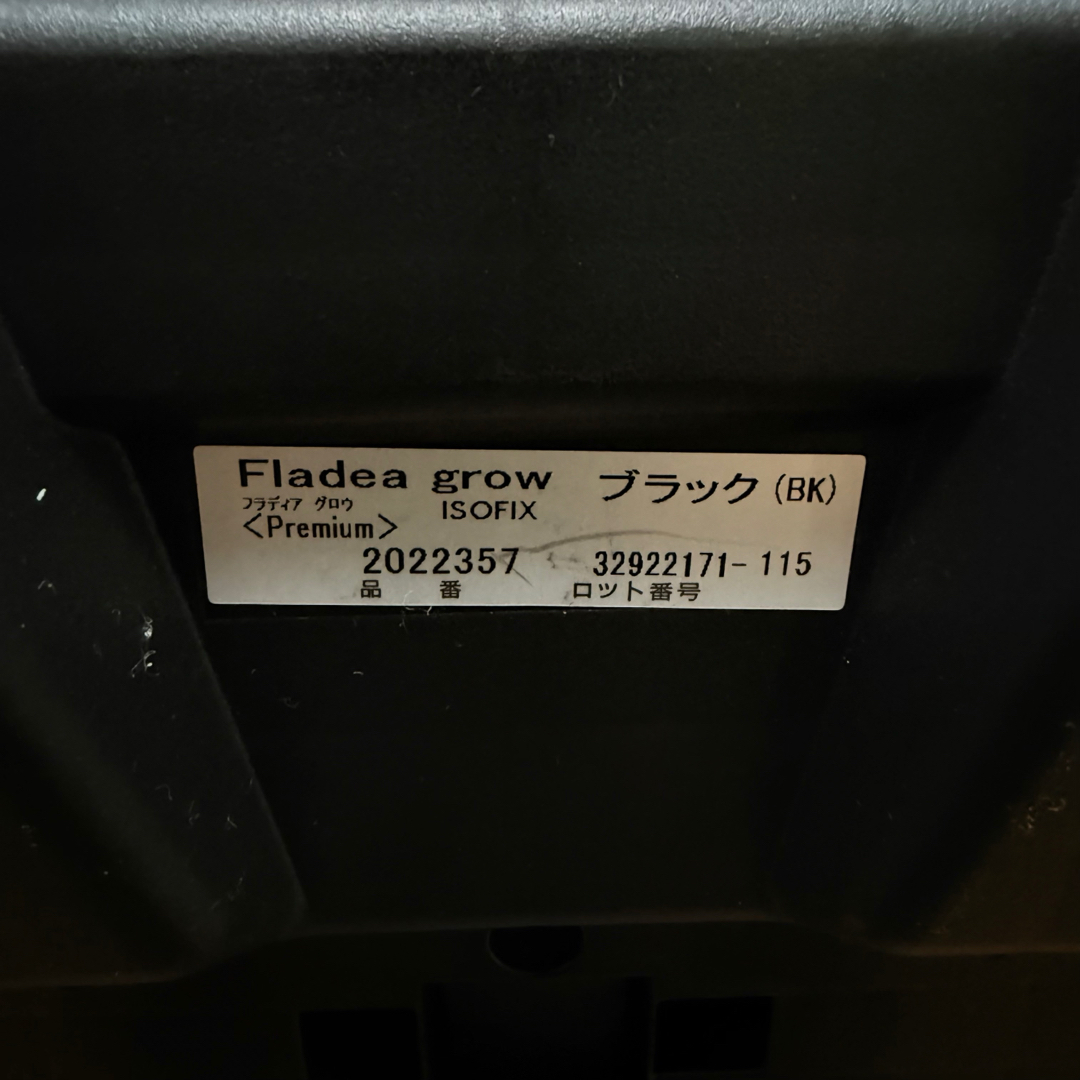 Fladea grow ブラック(BK)
フラディア グロウ ISOFIX
<Premium>
2022357 32922171-115
品番 ロット番号